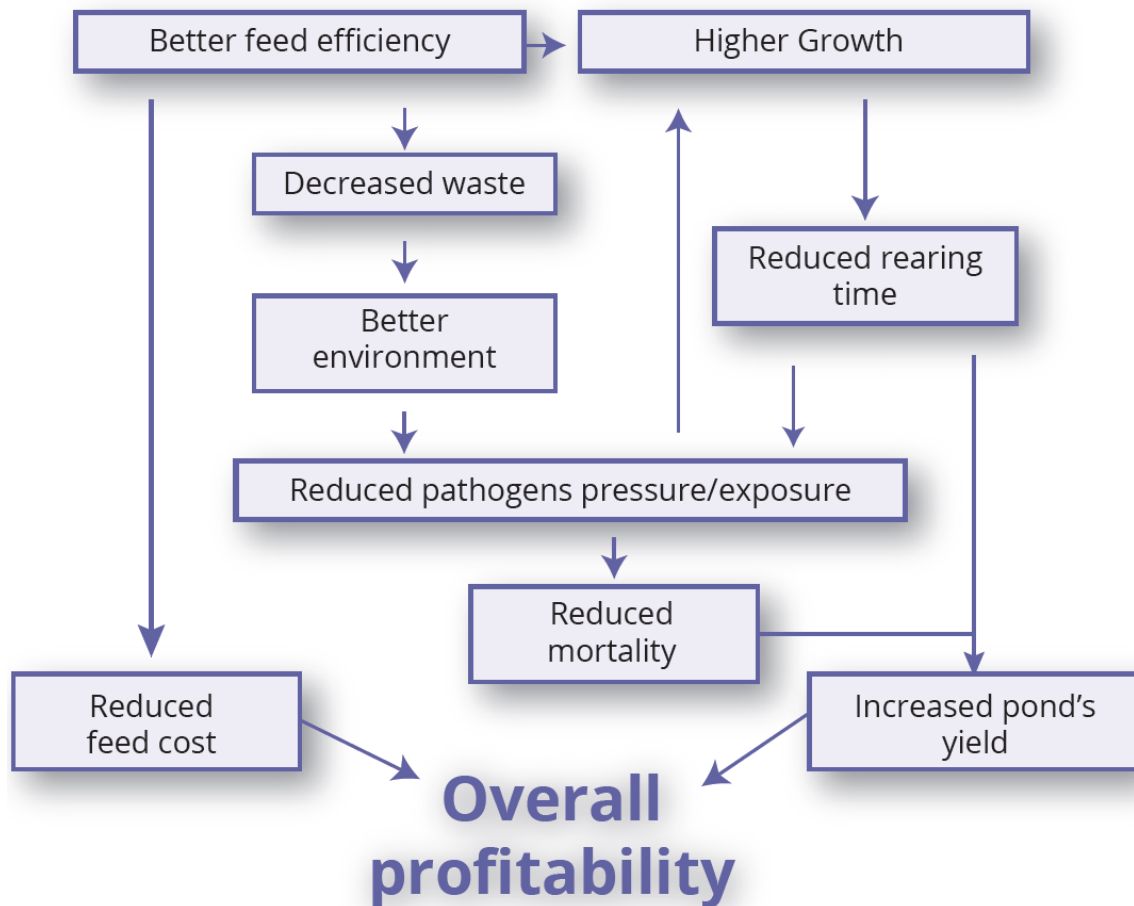 Better feed efficiency
Higher Growth
Decreased waste
Reduced rearing
time
Better
environment
Reduced pathogens pressure/exposure
Reduced
mortality
Reduced
feed cost
Increased pond’s
yield
Overall
profitability